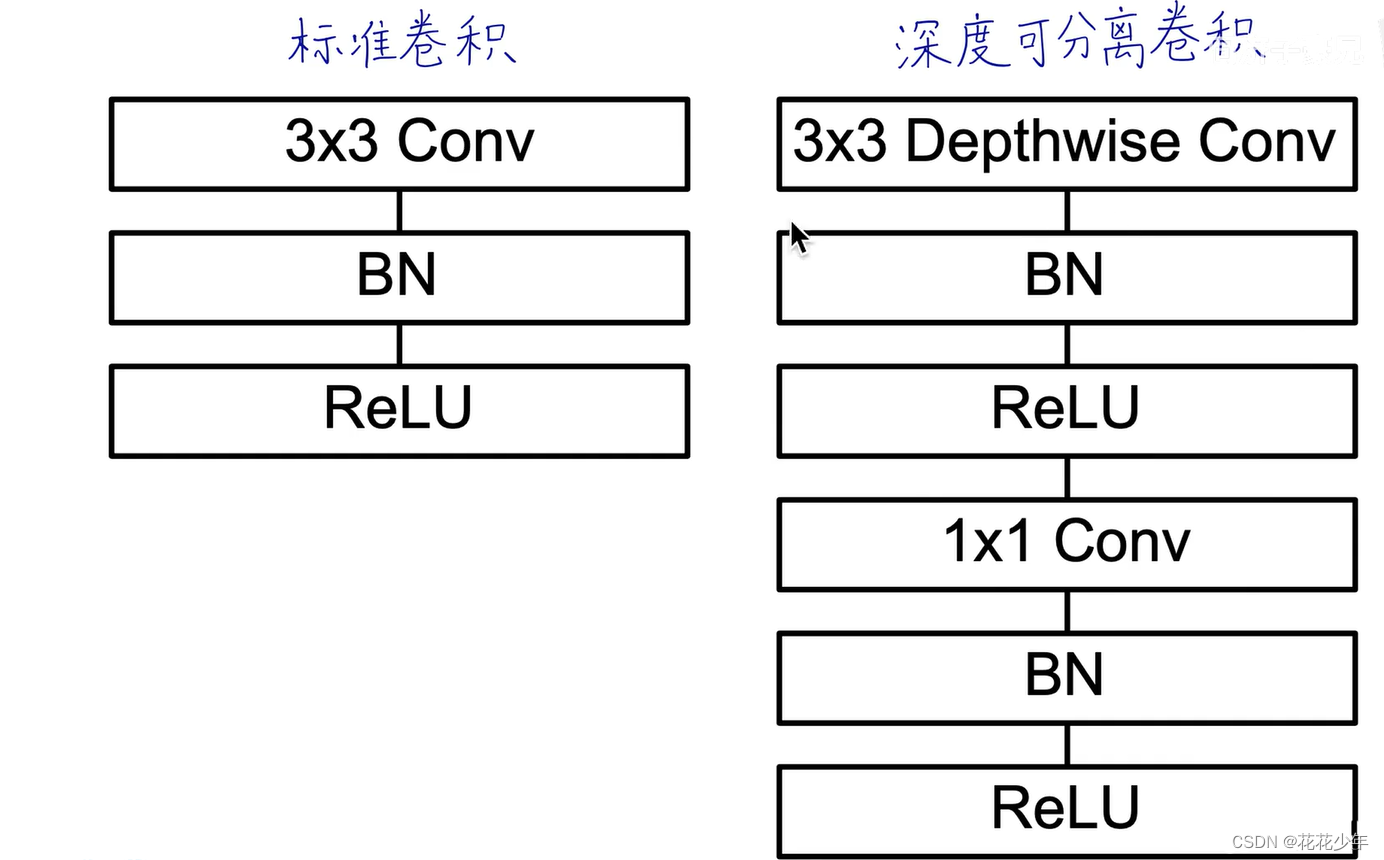 标准卷积
3x3 Conv
BN
ReLU
深度可分离卷积
3x3 Depthwise Conv
BN
ReLU
1x1 Conv
BN
ReLU
CSDN @花花少年